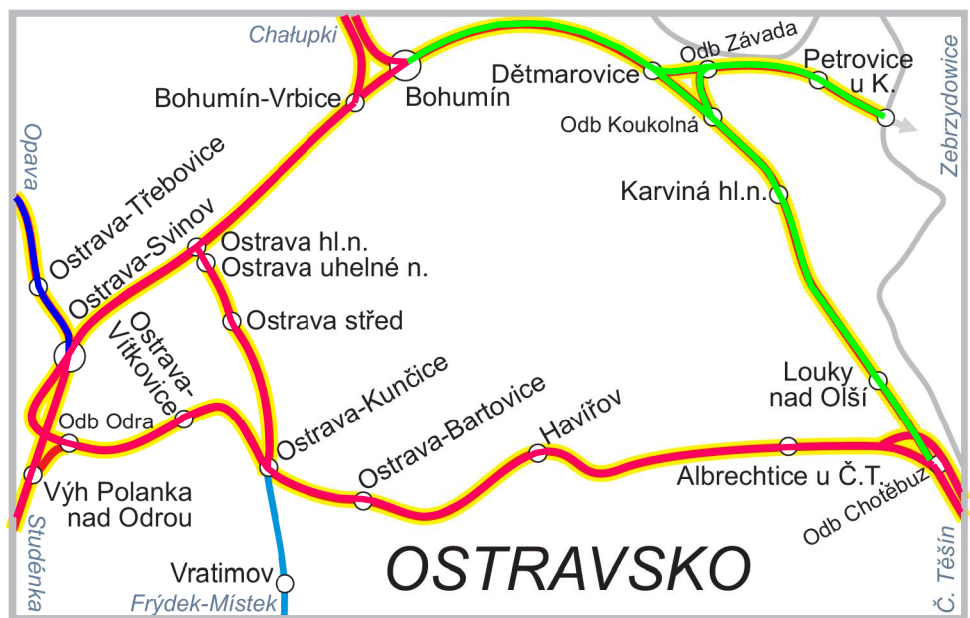 Chałupki
Odb Závada
Petrovice
u K.
Dětmarovice
Bohumín
Bohumín-Vrbice
Odb Koukolná
Zebrzydowice
Opava
Ostrava-Třebovice
Karviná hl.n.
Ostrava-Svinov
Ostrava hl.n.
Ostrava uhelné n.
Ostrava střed
Ostrava-
Vítkovice
Ostrava-Kunčice
Louky
nad Olší
Ostrava-Bartovice
Havířov
Odb Odra
Albrechtice u Č.T.
Odb Chotěbuz
Výh Polanka
nad Odrou
Studénka
OSTRAVSKO
Vratimov
Frýdek-Místek
Č. Těšín